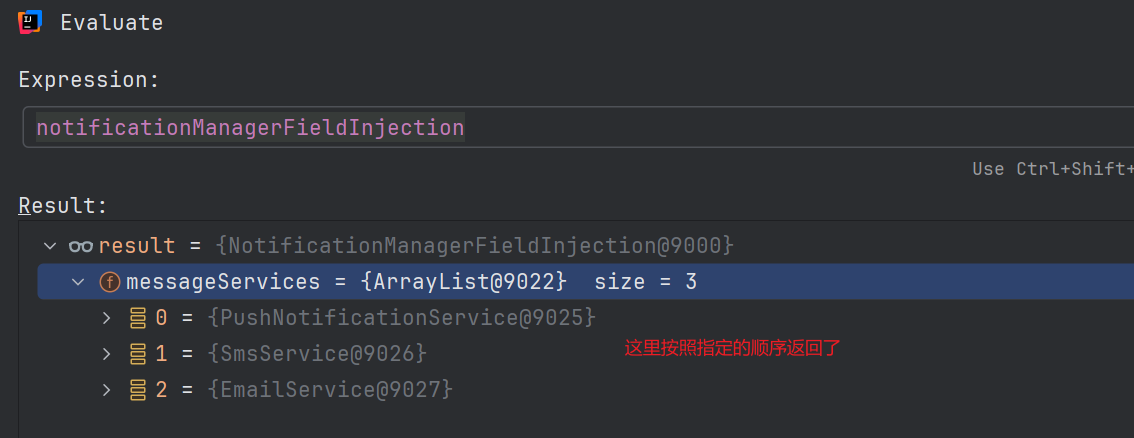 Evaluate
Expression:
notificationManagerFieldInjection
Use Ctrl+Shift+
Result:
result = {NotificationManagerFieldInjection@9000}
f messageServices = {ArrayList@9022} size = 3
0 = {PushNotificationService@9025}
1 = {SmsService@9026}
这里按照指定的顺序返回了
2 = {EmailService@9027}